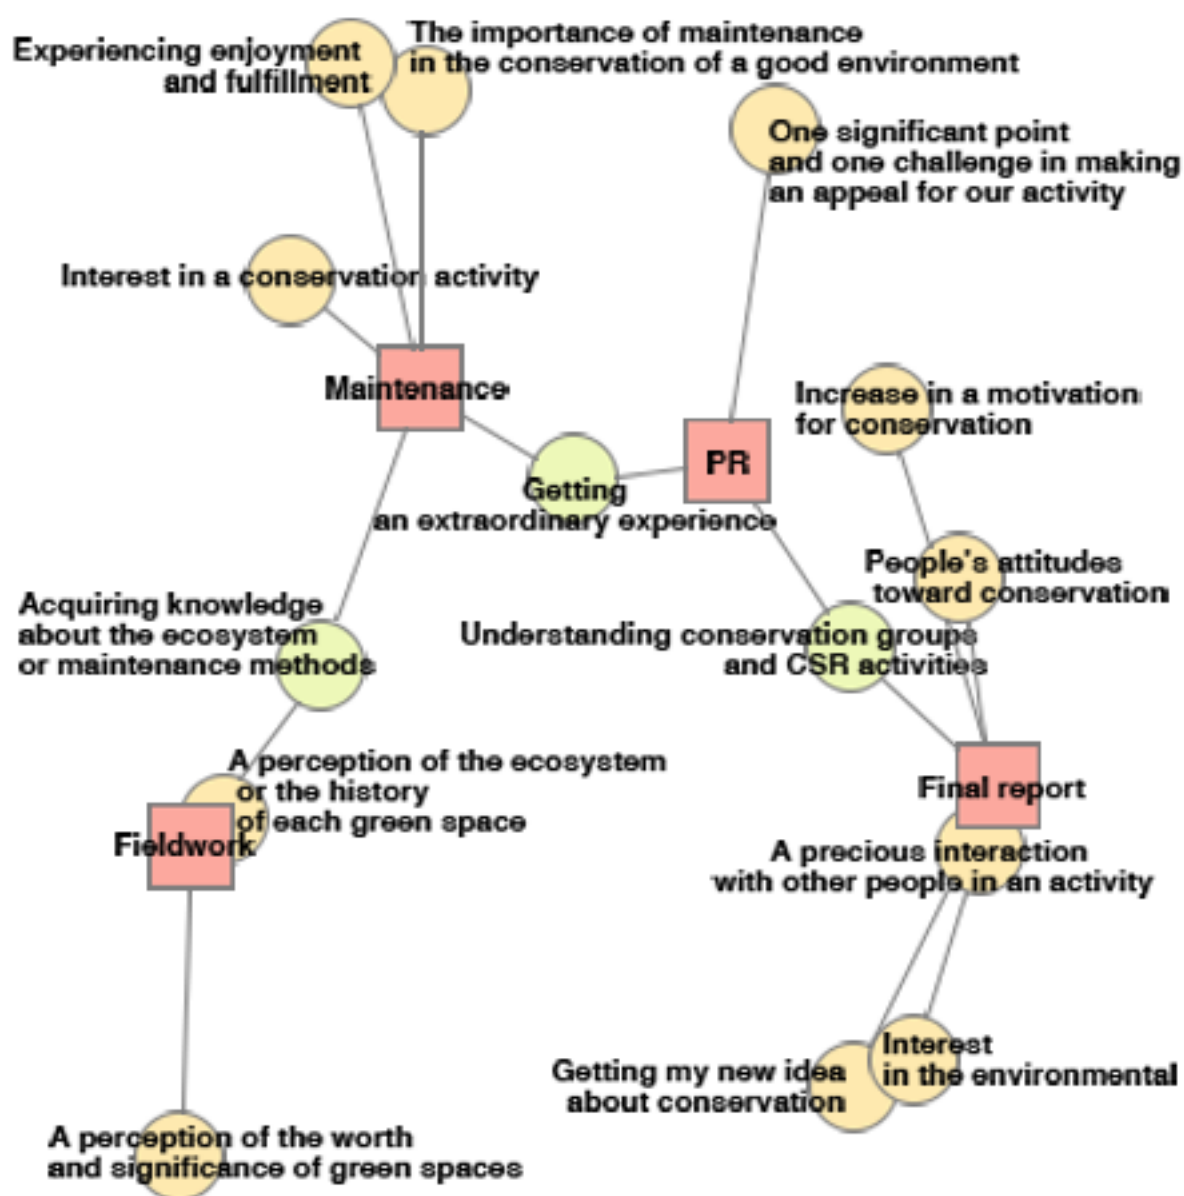 Experiencing enjoyment
and fulfillment
The importance of maintenance
in the conservation of a good environment
One significant point
and one challenge in making
an appeal for our activity
Interest in a conservation activity
Maintenance
Increase in a motivation
for conservation
PR
Getting
an extraordinary experience
People's attitudes
toward conservation
Acquiring knowledge
about the ecosystem
or maintenance methods
Understanding conservation groups
and CSR activities
A perception of the ecosystem
or the history
of each green space
Fieldwork
Final report
A precious interaction
with other people in an activity
Getting my new idea
about conservation
Interest
in the environmental
A perception of the worth
and significance of green spaces